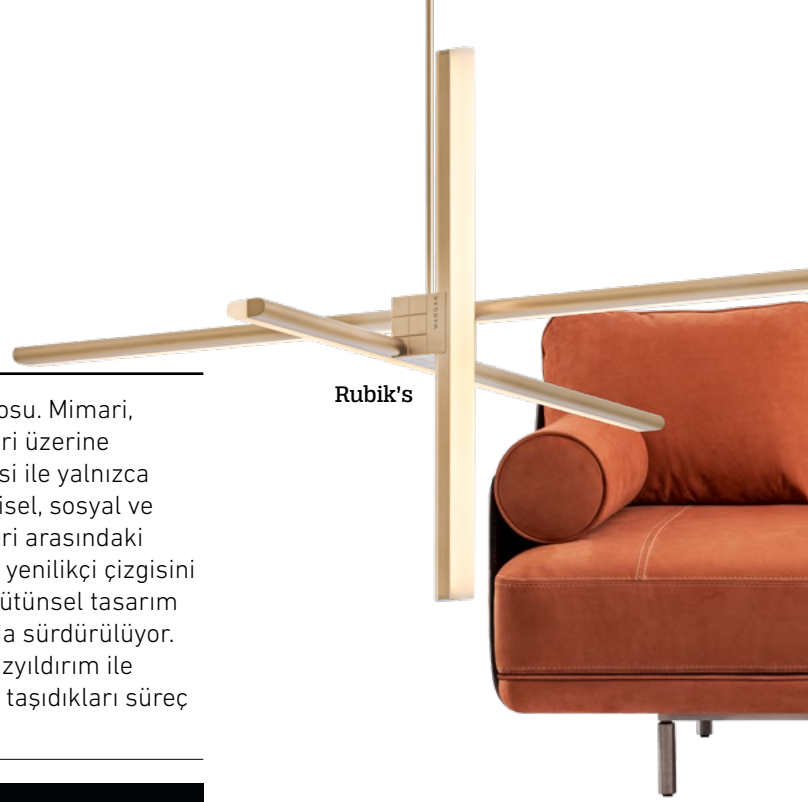 osu. Mimari,
ri üzerine
si ile yalnızca
isel, sosyal ve
ri arasındaki
yenilikçi çizgisini
ütünsel tasarım
a sürdürülüyor.
zyıldırım ile
taşıdıkları süreç
Rubik's